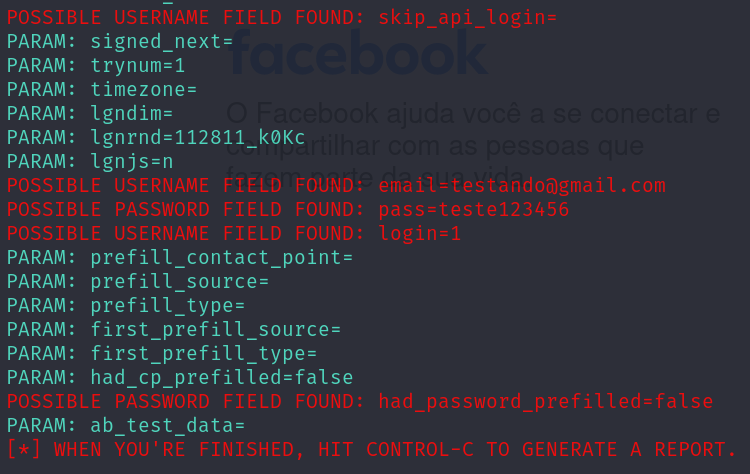 POSSIBLE USERNAME FIELD FOUND: skip_api_login=
PARAM: signed_next=
PARAM: trynum=1
PARAM: timezone=
PARAM: lgndim=
PARAM: lgnrnd=112811_k0Kc
PARAM: lgnjs=n
POSSIBLE USERNAME FIELD FOUND: email=testando@gmail.com
POSSIBLE PASSWORD FIELD FOUND: pass=teste123456
POSSIBLE USERNAME FIELD FOUND: login=1
PARAM: prefill_contact_point=
PARAM: prefill_source=
PARAM: prefill_type=
PARAM: first_prefill_source=
PARAM: first_prefill_type=
PARAM: had_cp_prefilled=false
POSSIBLE PASSWORD FIELD FOUND: had_password_prefilled=false
PARAM: ab_test_data=
[*] WHEN YOU'RE FINISHED, HIT CONTROL-C TO GENERATE A REPORT.
facebook
O Facebook ajuda você a se conectar e
compartilhar com as pessoas que
fazem parte da sua vida.